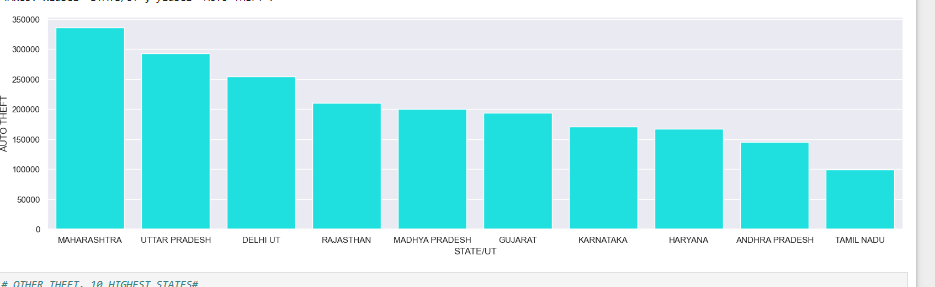 350000
300000
250000
200000
150000
100000
50000
0
AUTO THEFT
MAHARASHTRA UTTAR PRADESH DELHI UT RAJASTHAN MADHYA PRADESH GUJARAT KARNATAKA HARYANA ANDHRA PRADESH TAMIL NADU
STATE/UT
# OTHER THEFT, 10 HIGHEST STATES#